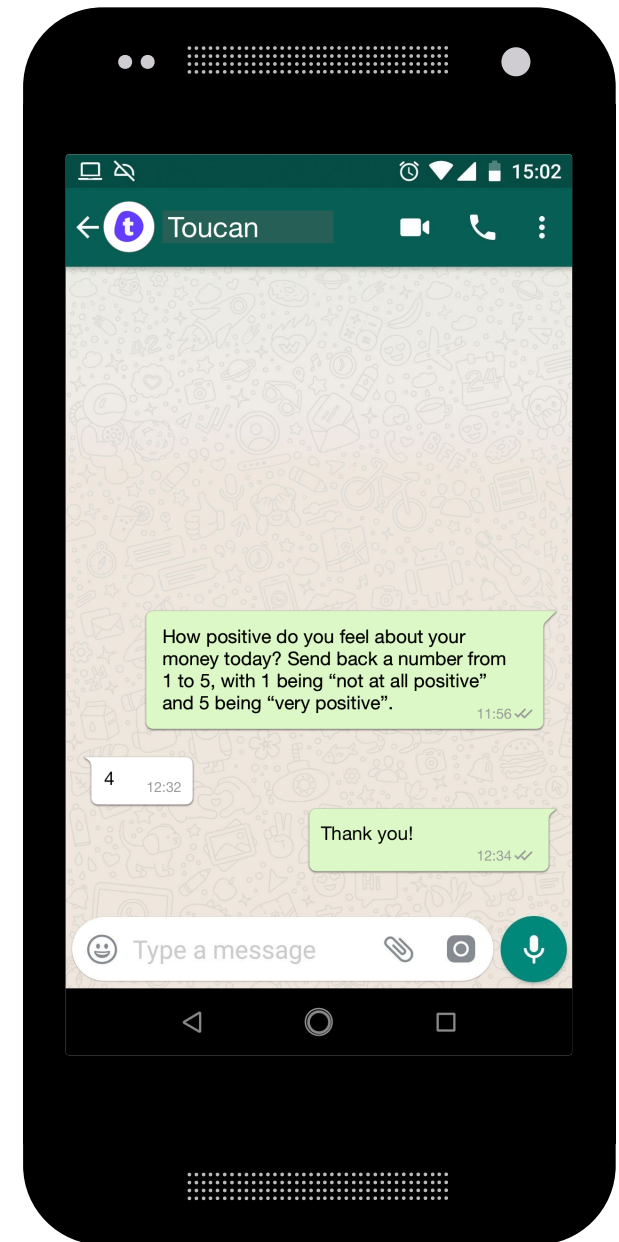 15:02
t Toucan
How positive do you feel about your
money today? Send back a number from
1 to 5, with 1 being “not at all positive”
and 5 being “very positive”.
11:56
4
12:32
Thank you!
12:34
Type a message